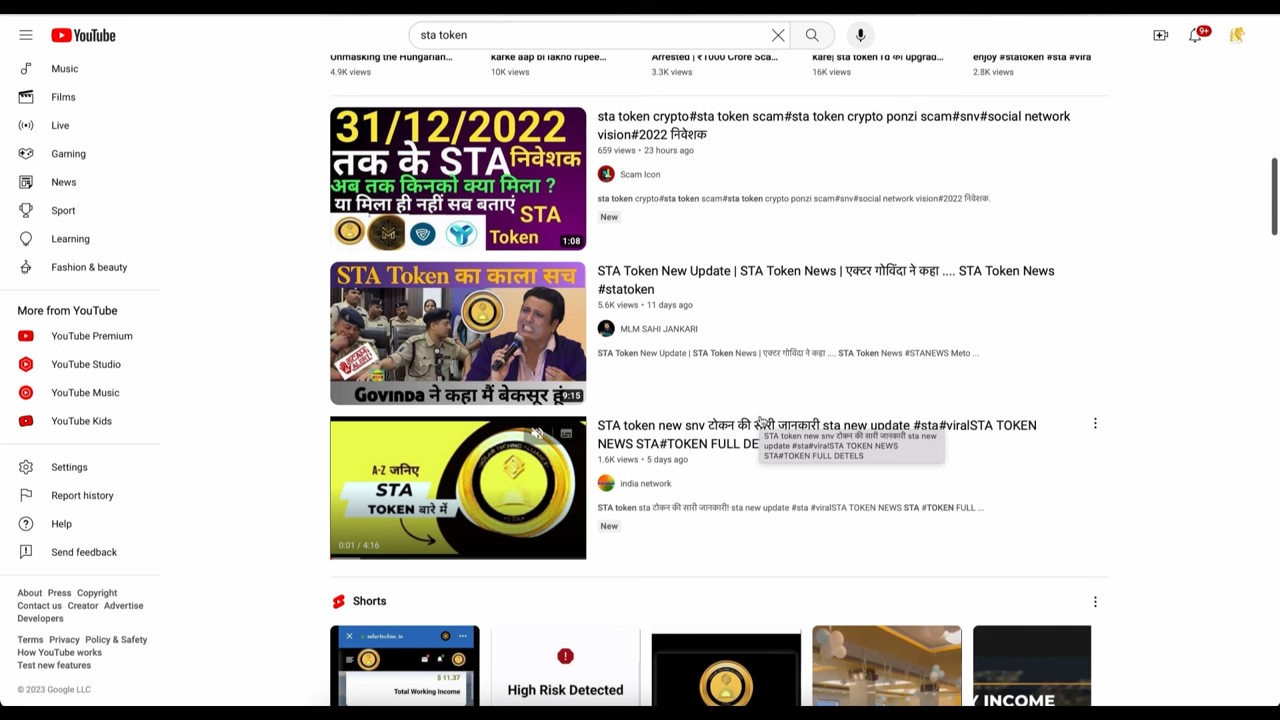 YouTube
sta token
9+
Music
Films
Live
Gaming
News
Sport
Learning
Fashion & beauty
More from YouTube
YouTube Premium
YouTube Studio
YouTube Music
YouTube Kids
Settings
Report history
Help
Send feedback
About Press Copyright
Contact us Creator Advertise
Developers
Terms Privacy Policy & Safety
How YouTube works
Test new features
© 2023 Google LLC
Unmasking the Hungarian...
4.9K views
karke aap bi lakho rupee...
10K views
Arrested | ₹1000 Crore Sca...
3.3K views
kare| sta token I'd का upgrad...
16K views
enjoy #statoken #sta #vira
2.8K views
31/12/2022
तक के STA निवेशक
अब तक किनको क्या मिला ?
या मिला ही नहीं सब बताएं
STA
Token
1:08
sta token crypto#sta token scam#sta token crypto ponzi scam#snv#social network
vision#2022 निवेशक
659 views • 23 hours ago
Scam Icon
sta token crypto#sta token scam#sta token crypto ponzi scam#snv#social network vision#2022 निवेशक.
New
STA Token का काला सच
Govinda ने कहा मैं बेकसूर हूं
9:15
STA Token New Update | STA Token News | एक्टर गोविंदा ने कहा .... STA Token News
#statoken
5.6K views • 11 days ago
MLM SAHI JANKARI
STA Token New Update | STA Token News | एक्टर गोविंदा ने कहा .... STA Token News #STANEWS Meto ...
A-Z जनिए
STA
TOKEN बारे में
0:01 / 4:16
STA token new snv टोकन की सारी जानकारी sta new update #sta#viralSTA TOKEN
NEWS STA#TOKEN FULL DE
STA token new snv टोकन की सारी जानकारी sta new
update #sta#viralSTA TOKEN NEWS
STA#TOKEN FULL DETELS
1.6K views • 5 days ago
india network
STA token sta टोकन की सारी जानकारी! sta new update #sta #viralSTA TOKEN NEWS STA #TOKEN FULL ...
New
Shorts
solartechno.io
$ 11.37
Total Working Income
High Risk Detected
Y INCOME